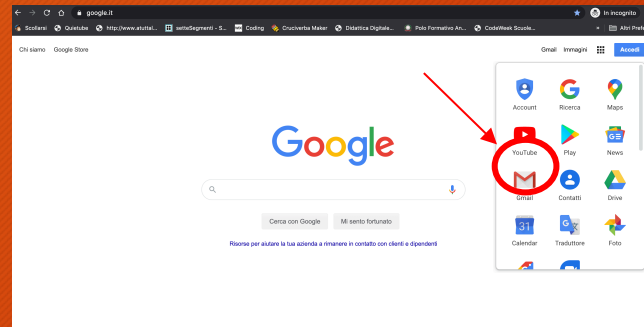 google.it
In incognito
Scollarsi
Quietube
http://www.atuttal...
setteSegmenti - S...
Coding
Cruciverba Maker
Didattica Digitale...
Polo Formativo An...
CodeWeak Scuole...
»
Altri Prefe
Chi siamo
Google Store
Gmail
Immagini
Accedi
Account
Ricerca
Maps
YouTube
Play
News
Gmail
Contatti
Drive
Calendar
Traduttore
Foto
31
Google
Cerca con Google
Mi sento fortunato
Risorse per aiutare la tua azienda a rimanere in contatto con clienti e dipendenti